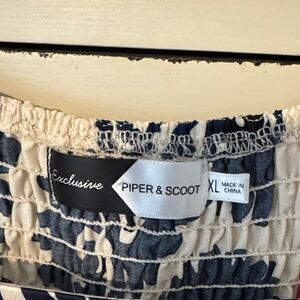 Exclusive
PIPER & SCOOT
XL
MADE IN
CHINA